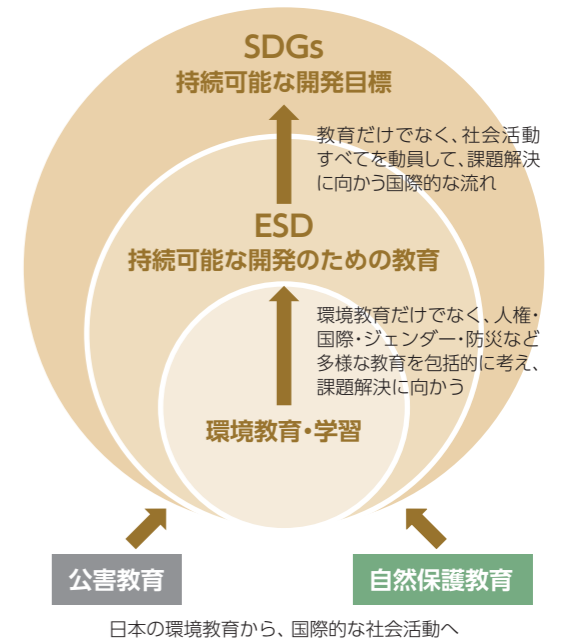 SDGs
持続可能な開発目標
教育だけでなく、社会活動
すべてを動員して、課題解決
に向かう国際的な流れ
ESD
持続可能な開発のための教育
環境教育だけでなく、人権・
国際・ジェンダー・防災など
多様な教育を包括的に考え、
課題解決に向かう
環境教育・学習
公害教育
自然保護教育
日本の環境教育から、国際的な社会活動へ